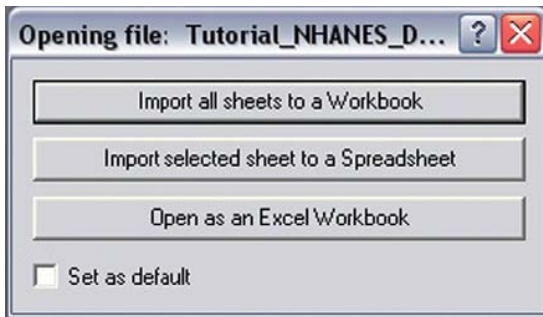 Opening file: Tutorial_NHANES_D...
Import all sheets to a Workbook
Import selected sheet to a Spreadsheet
Open as an Excel Workbook
Set as default